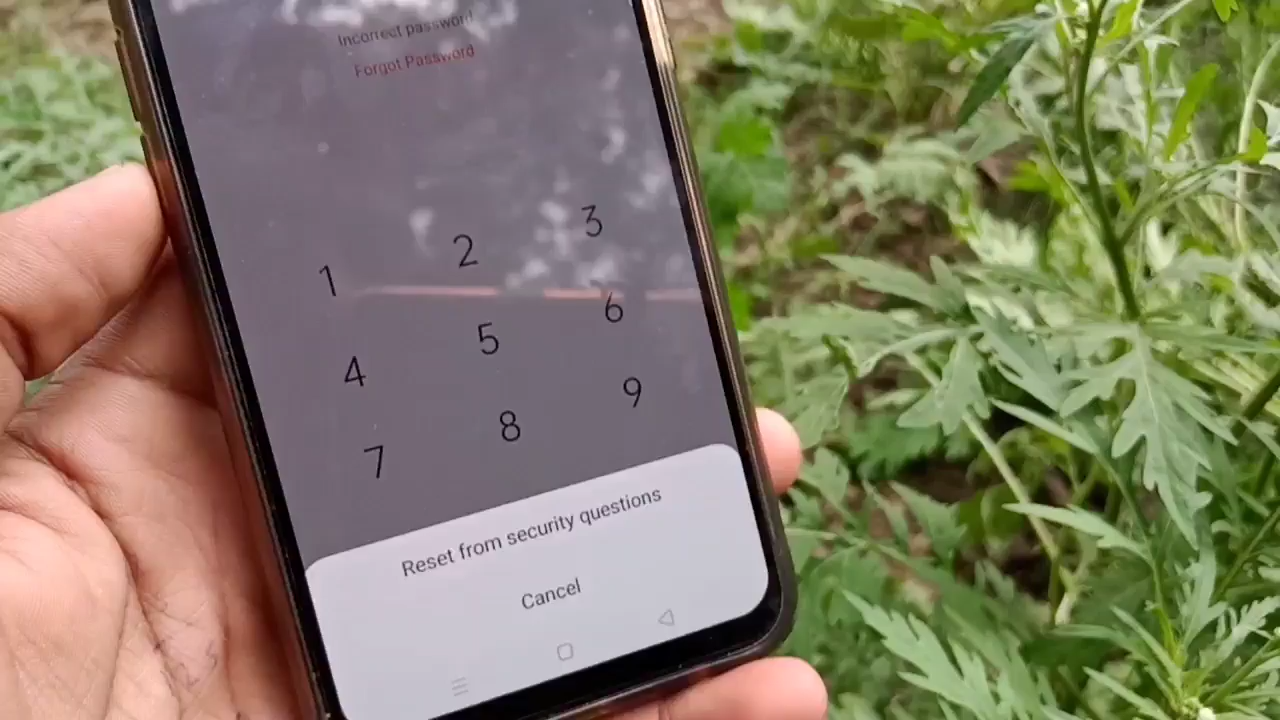 Incorrect password
Forgot Password
1 2 3
4 5 6
7 8 9
Reset from security questions
Cancel